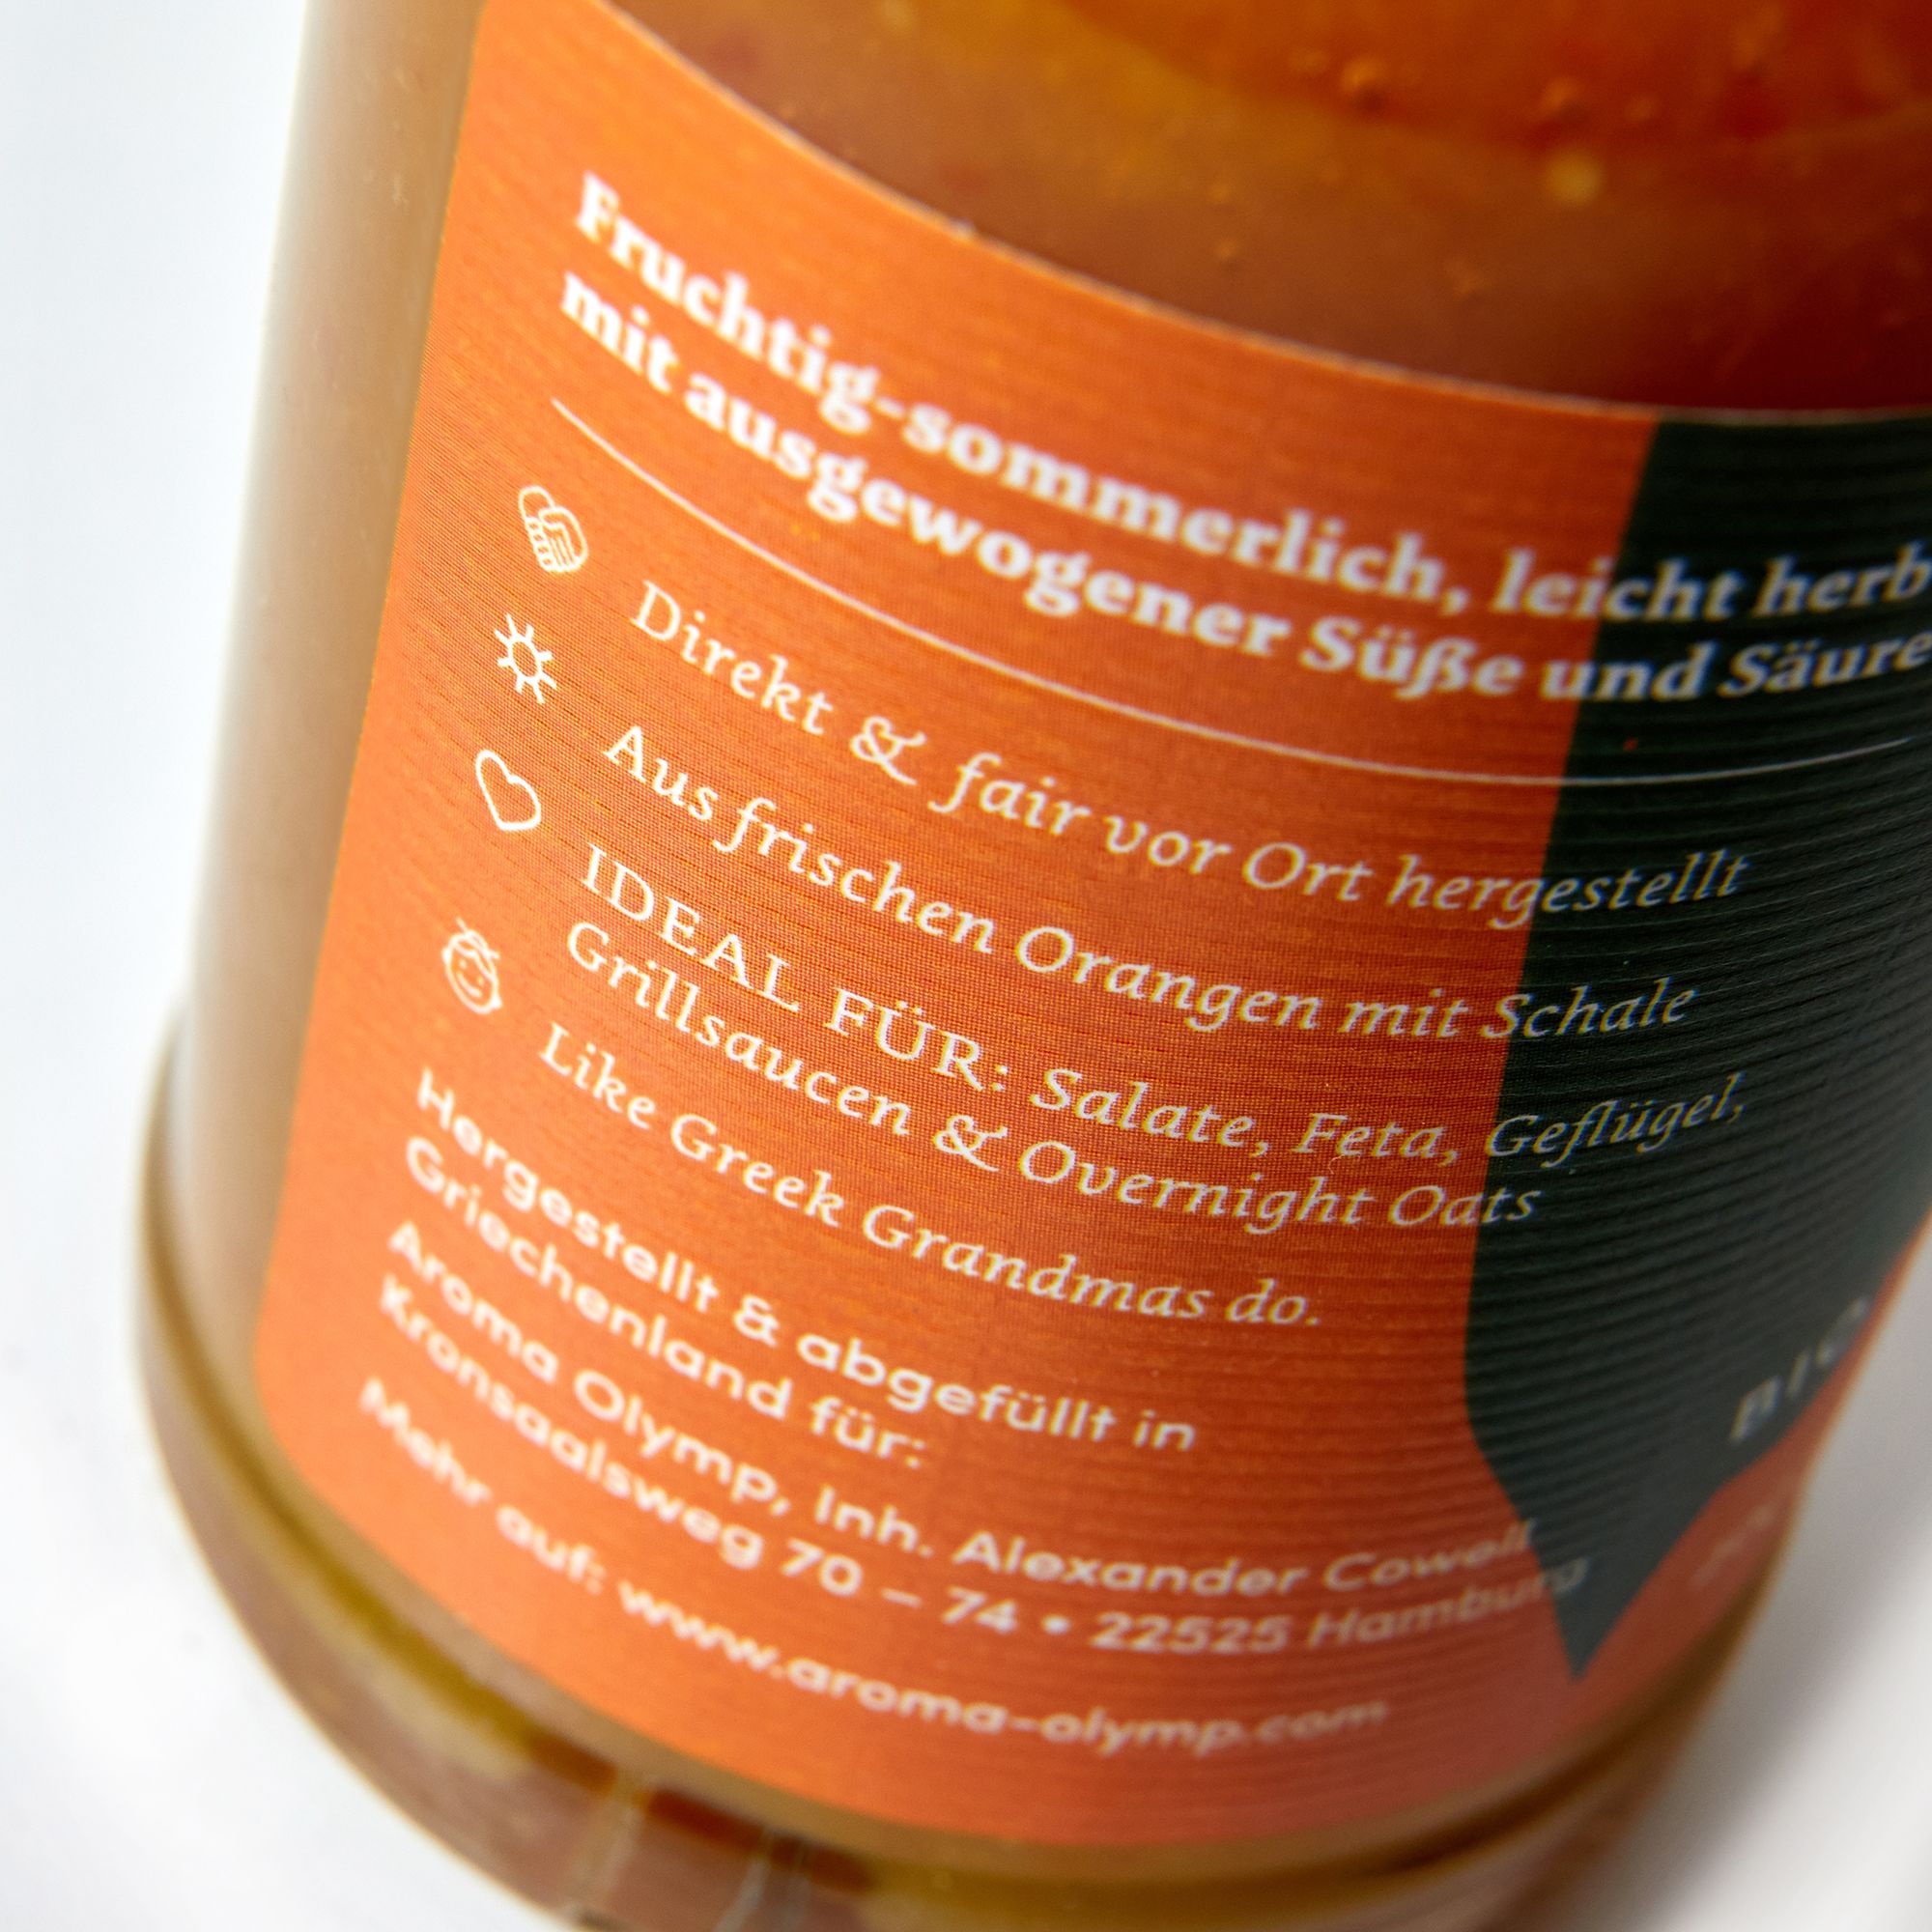 Fruchtig-sommerlich, leicht herb
mit ausgewogener Süße und Säure
Direkt & fair vor Ort hergestellt
Aus frischen Orangen mit Schale
IDEAL FÜR: Salate, Feta, Geflügel,
Grillsaucen & Overnight Oats
Like Greek Grandmas do.
Hergestellt & abgefüllt in
Griechenland für:
Aroma Olymp, Inh. Alexander Cowell
Kronsaalsweg 70 – 74 • 22525 Hamburg
Mehr auf: www.aroma-olymp.com